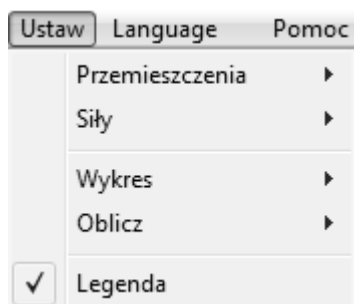 Ustaw Language Pomoc
Przemieszczenia
Siły
Wykres
Oblicz
Legenda